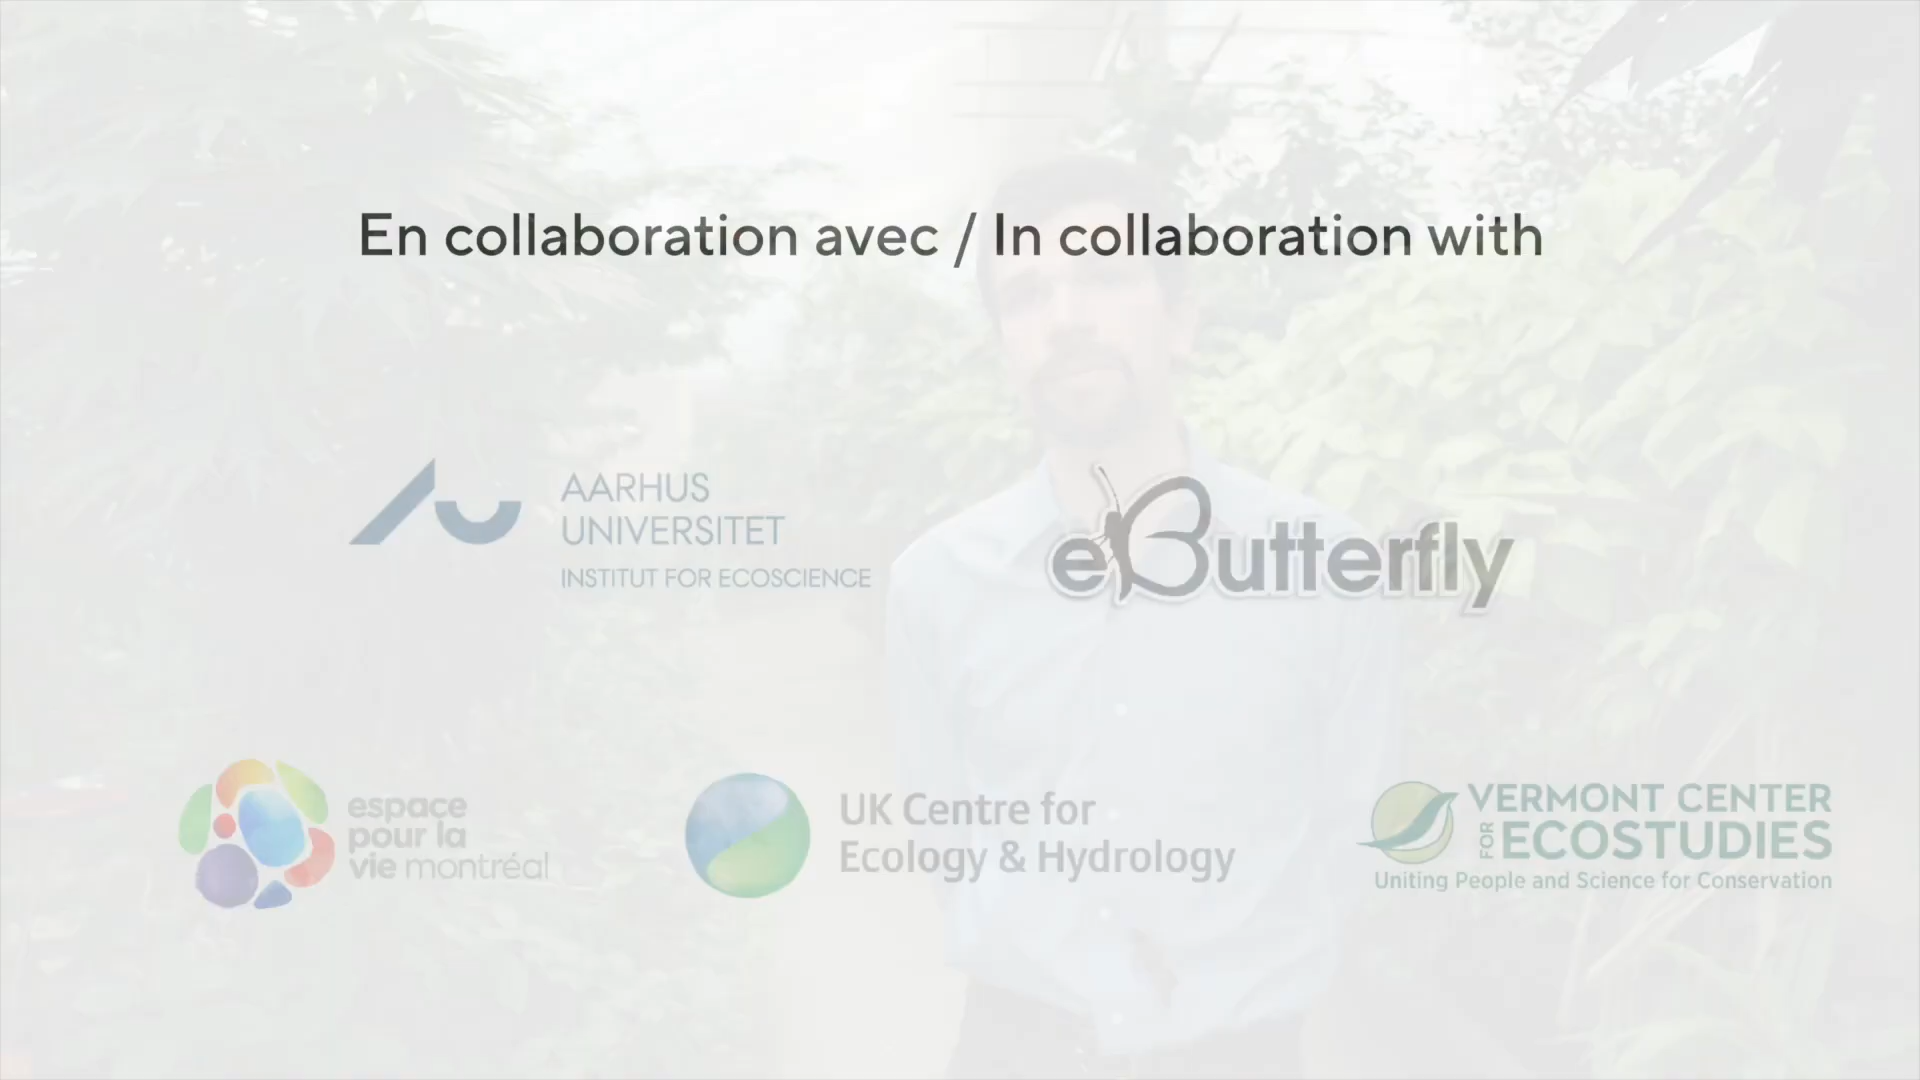 En collaboration avec / In collaboration with
AARHUS
UNIVERSITET
INSTITUT FOR ECOSCIENCE
eButterfly
espace
pour la
vie montréal
UK Centre for
Ecology & Hydrology
VERMONT CENTER
FOR ECOSTUDIES
Uniting People and Science for Conservation